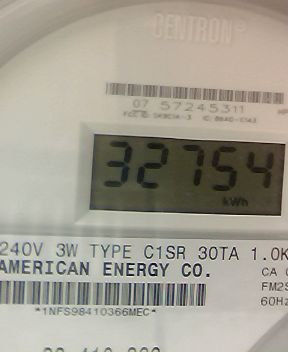 CENTRON®
07 57245311
32754
kWh
240V 3W TYPE C1SR 30TA 1.0K
AMERICAN ENERGY CO.
CA
FM2S
60Hz
*1NFS98410366MEC*